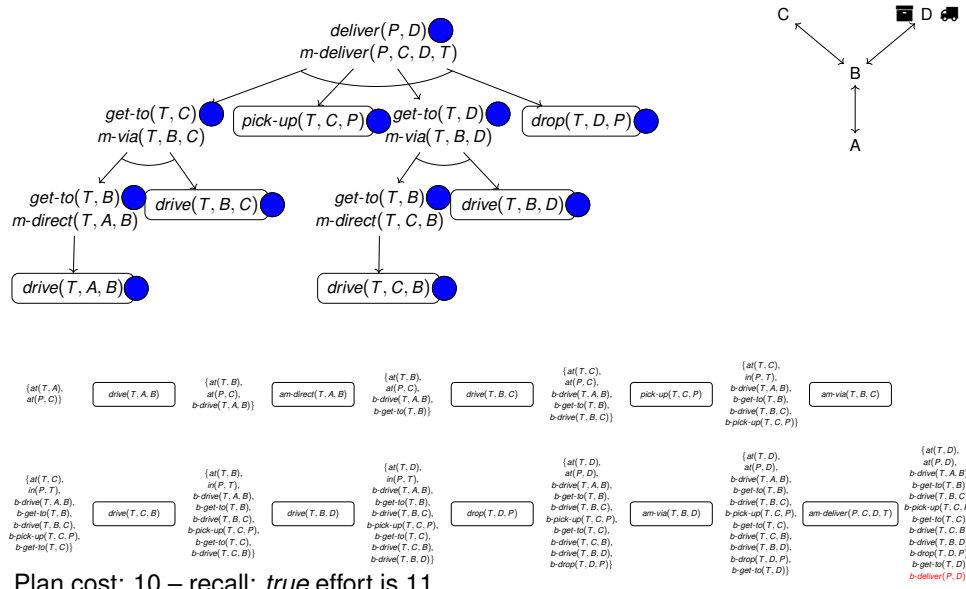 deliver(P, D)
m-deliver(P, C, D, T)
C
D
B
A
get-to(T, C)
m-via(T, B, C)
pick-up(T, C, P)
get-to(T, D)
m-via(T, B, D)
drop(T, D, P)
get-to(T, B)
m-direct(T, A, B)
drive(T, B, C)
get-to(T, B)
m-direct(T, C, B)
drive(T, B, D)
drive(T, A, B)
drive(T, C, B)
{at(T, A),
at(P, C)}
drive(T, A, B)
{at(T, B),
at(P, C),
b-drive(T, A, B)}
am-direct(T, A, B)
{at(T, B),
at(P, C),
b-drive(T, A, B),
b-get-to(T, B)}
drive(T, B, C)
{at(T, C),
at(P, C),
b-drive(T, A, B),
b-get-to(T, B),
b-drive(T, B, C)}
pick-up(T, C, P)
{at(T, C),
in(P, T),
b-drive(T, A, B),
b-get-to(T, B),
b-drive(T, B, C),
b-pick-up(T, C, P)}
am-via(T, B, C)
{at(T, C),
in(P, T),
b-drive(T, A, B),
b-get-to(T, B),
b-drive(T, B, C),
b-pick-up(T, C, P),
b-get-to(T, C)}
drive(T, C, B)
{at(T, B),
in(P, T),
b-drive(T, A, B),
b-get-to(T, B),
b-drive(T, B, C),
b-pick-up(T, C, P),
b-get-to(T, C),
b-drive(T, C, B)}
drive(T, B, D)
{at(T, D),
in(P, T),
b-drive(T, A, B),
b-get-to(T, B),
b-drive(T, B, C),
b-pick-up(T, C, P),
b-get-to(T, C),
b-drive(T, C, B),
b-drive(T, B, D)}
drop(T, D, P)
{at(T, D),
at(P, D),
b-drive(T, A, B),
b-get-to(T, B),
b-drive(T, B, C),
b-pick-up(T, C, P),
b-get-to(T, C),
b-drive(T, C, B),
b-drive(T, B, D),
b-drop(T, D, P)}
am-via(T, B, D)
{at(T, D),
at(P, D),
b-drive(T, A, B),
b-get-to(T, B),
b-drive(T, B, C),
b-pick-up(T, C, P),
b-get-to(T, C),
b-drive(T, C, B),
b-drive(T, B, D),
b-drop(T, D, P),
b-get-to(T, D)}
am-deliver(P, C, D, T)
{at(T, D),
at(P, D),
b-drive(T, A, B)
b-get-to(T, B)
b-drive(T, B, C
b-pick-up(T, C,
b-get-to(T, C)
b-drive(T, C, B
b-drive(T, B, D
b-drop(T, D, P
b-get-to(T, D)
b-deliver(P, D)
Plan cost: 10 – recall: true effort is 11